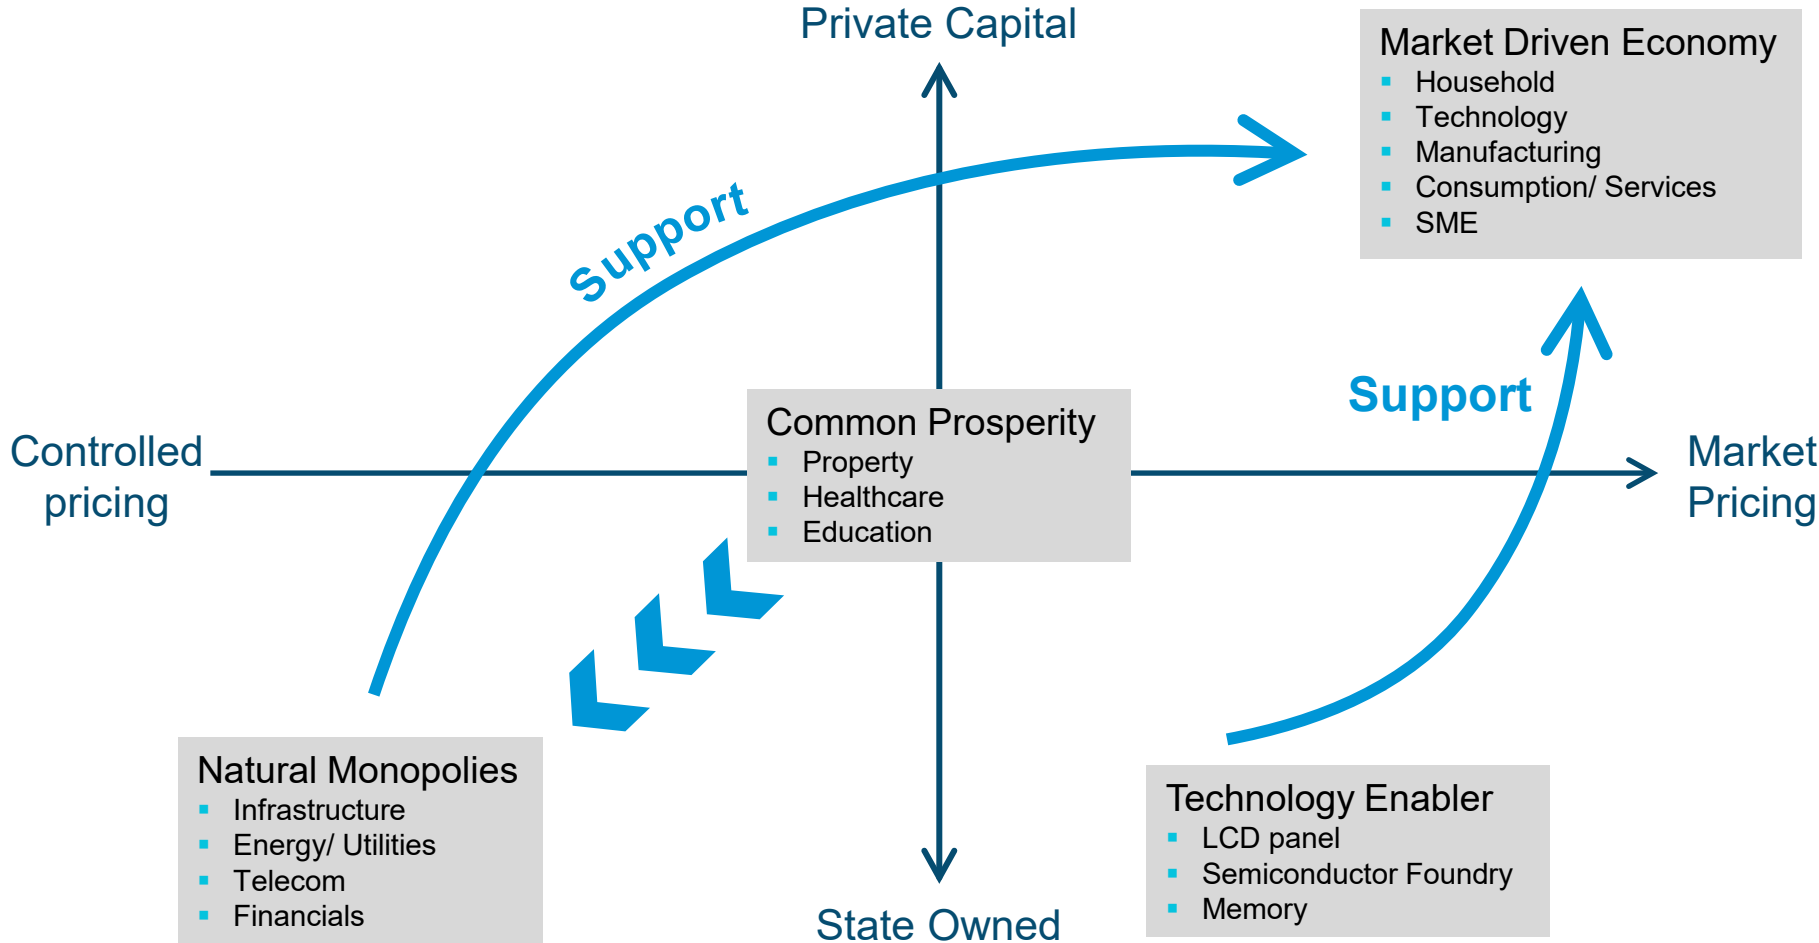 Private Capital
Market Driven Economy
Household
Technology
Manufacturing
Consumption/ Services
SME
Support
Support
Common Prosperity
Property
Healthcare
Education
Controlled
pricing
Market
Pricing
Natural Monopolies
Infrastructure
Energy/ Utilities
Telecom
Financials
Technology Enabler
LCD panel
Semiconductor Foundry
Memory
State Owned